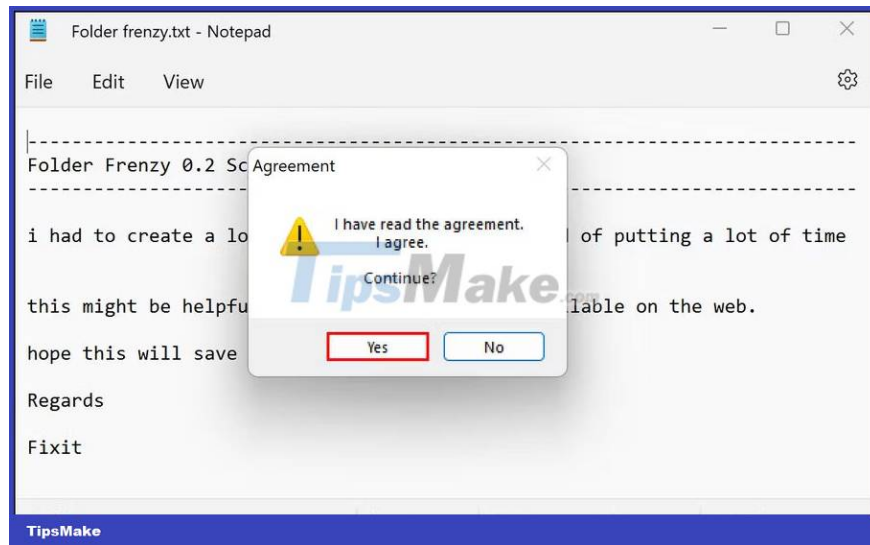 Folder frenzy.txt - Notepad
File Edit View
--------------------------------------------------------------------------------
Folder Frenzy 0.2 Sc
--------------------------------------------------------------------------------
i had to create a lo of putting a lot of time
this might be helpfu lable on the web.
hope this will save
Regards
Fixit
Agreement
I have read the agreement.
I agree.
Continue?
Yes No
TipsMake.com
TipsMake